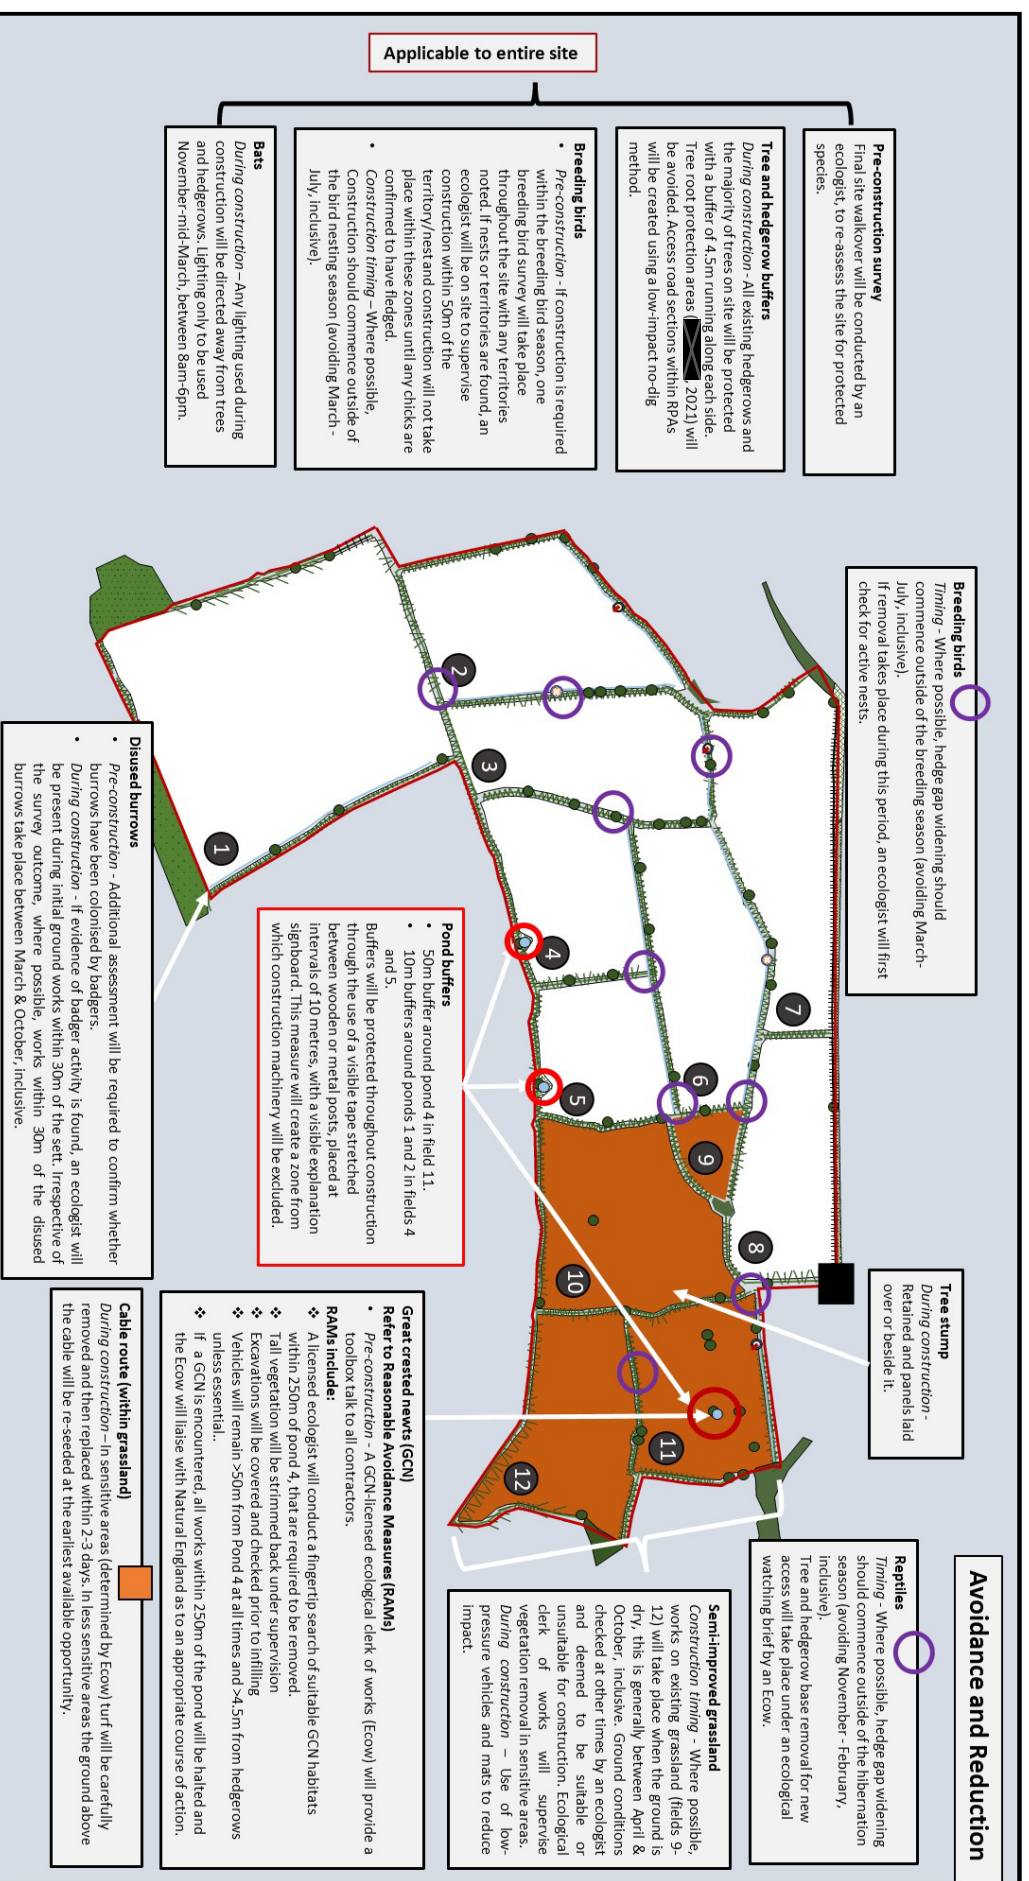 Avoidance and Reduction
Applicable to entire site
Pre-construction survey
Final site walkover will be conducted by an
ecologist, to re-assess the site for protected
species.
Tree and hedgerow buffers
During construction - All existing hedgerows and
the majority of trees on site will be protected
with a buffer of 4.5m running along each side.
Tree root protection areas ( , 2021) will
be avoided. Access road sections within RPAs
will be created using a low-impact no-dig
method.
Breeding birds
• Pre-construction - If construction is required
within the breeding bird season, one
breeding bird survey will take place
throughout the site with any territories
noted. If nests or territories are found, an
ecologist will be on site to supervise
construction within 50m of the
territory/nest and construction will not take
place within these zones until any chicks are
confirmed to have fledged.
• Construction timing – Where possible,
Construction should commence outside of
the bird nesting season (avoiding March -
July, inclusive).
Bats
During construction – Any lighting used during
construction will be directed away from trees
and hedgerows. Lighting only to be used
November-mid-March, between 8am-6pm.
Breeding birds
Timing - Where possible, hedge gap widening should
commence outside of the breeding season (avoiding March-
July, inclusive).
If removal takes place during this period, an ecologist will first
check for active nests.
Tree stump
During construction -
Retained and panels laid
over or beside it.
Reptiles
Timing - Where possible, hedge gap widening
should commence outside of the hibernation
season (avoiding November - February,
inclusive).
Tree and hedgerow base removal for new
access will take place under an ecological
watching brief by an Ecow.
1
2
3
4
5
6
7
8
9
10
11
12
Semi-improved grassland
Construction timing - Where possible,
works on existing grassland (fields 9-
12) will take place when the ground is
dry, this is generally between April &
October, inclusive. Ground conditions
checked at other times by an ecologist
and deemed to be suitable or
unsuitable for construction. Ecological
clerk of works will supervise
vegetation removal in sensitive areas.
During construction – Use of low-
pressure vehicles and mats to reduce
impact.
Pond buffers
• 50m buffer around pond 4 in field 11.
• 10m buffers around ponds 1 and 2 in fields 4
and 5.
Buffers will be protected throughout construction
through the use of a visible tape stretched
between wooden or metal posts, placed at
intervals of 10 metres, with a visible explanation
signboard. This measure will create a zone from
which construction machinery will be excluded.
Great crested newts (GCN)
• Pre-construction - A GCN-licensed ecological clerk of works (Ecow) will provide a
toolbox talk to all contractors.
Refer to Reasonable Avoidance Measures (RAMs)
RAMs include:
❖ A licensed ecologist will conduct a fingertip search of suitable GCN habitats
within 250m of pond 4, that are required to be removed.
❖ Tall vegetation will be strimmed back under supervision
❖ Excavations will be covered and checked prior to infilling
❖ Vehicles will remain >50m from Pond 4 at all times and >4.5m from hedgerows
unless essential..
❖ If a GCN is encountered, all works within 250m of the pond will be halted and
the Ecow will liaise with Natural England as to an appropriate course of action.
Disused burrows
• Pre-construction - Additional assessment will be required to confirm whether
burrows have been colonised by badgers.
• During construction - If evidence of badger activity is found, an ecologist will
be present during initial ground works within 30m of the sett. Irrespective of
the survey outcome, where possible, works within 30m of the disused
burrows take place between March & October, inclusive.
Cable route (within grassland)
During construction – In sensitive areas (determined by Ecow) turf will be carefully
removed and then replaced within 2-3 days. In less sensitive areas the ground above
the cable will be re-seeded at the earliest available opportunity.